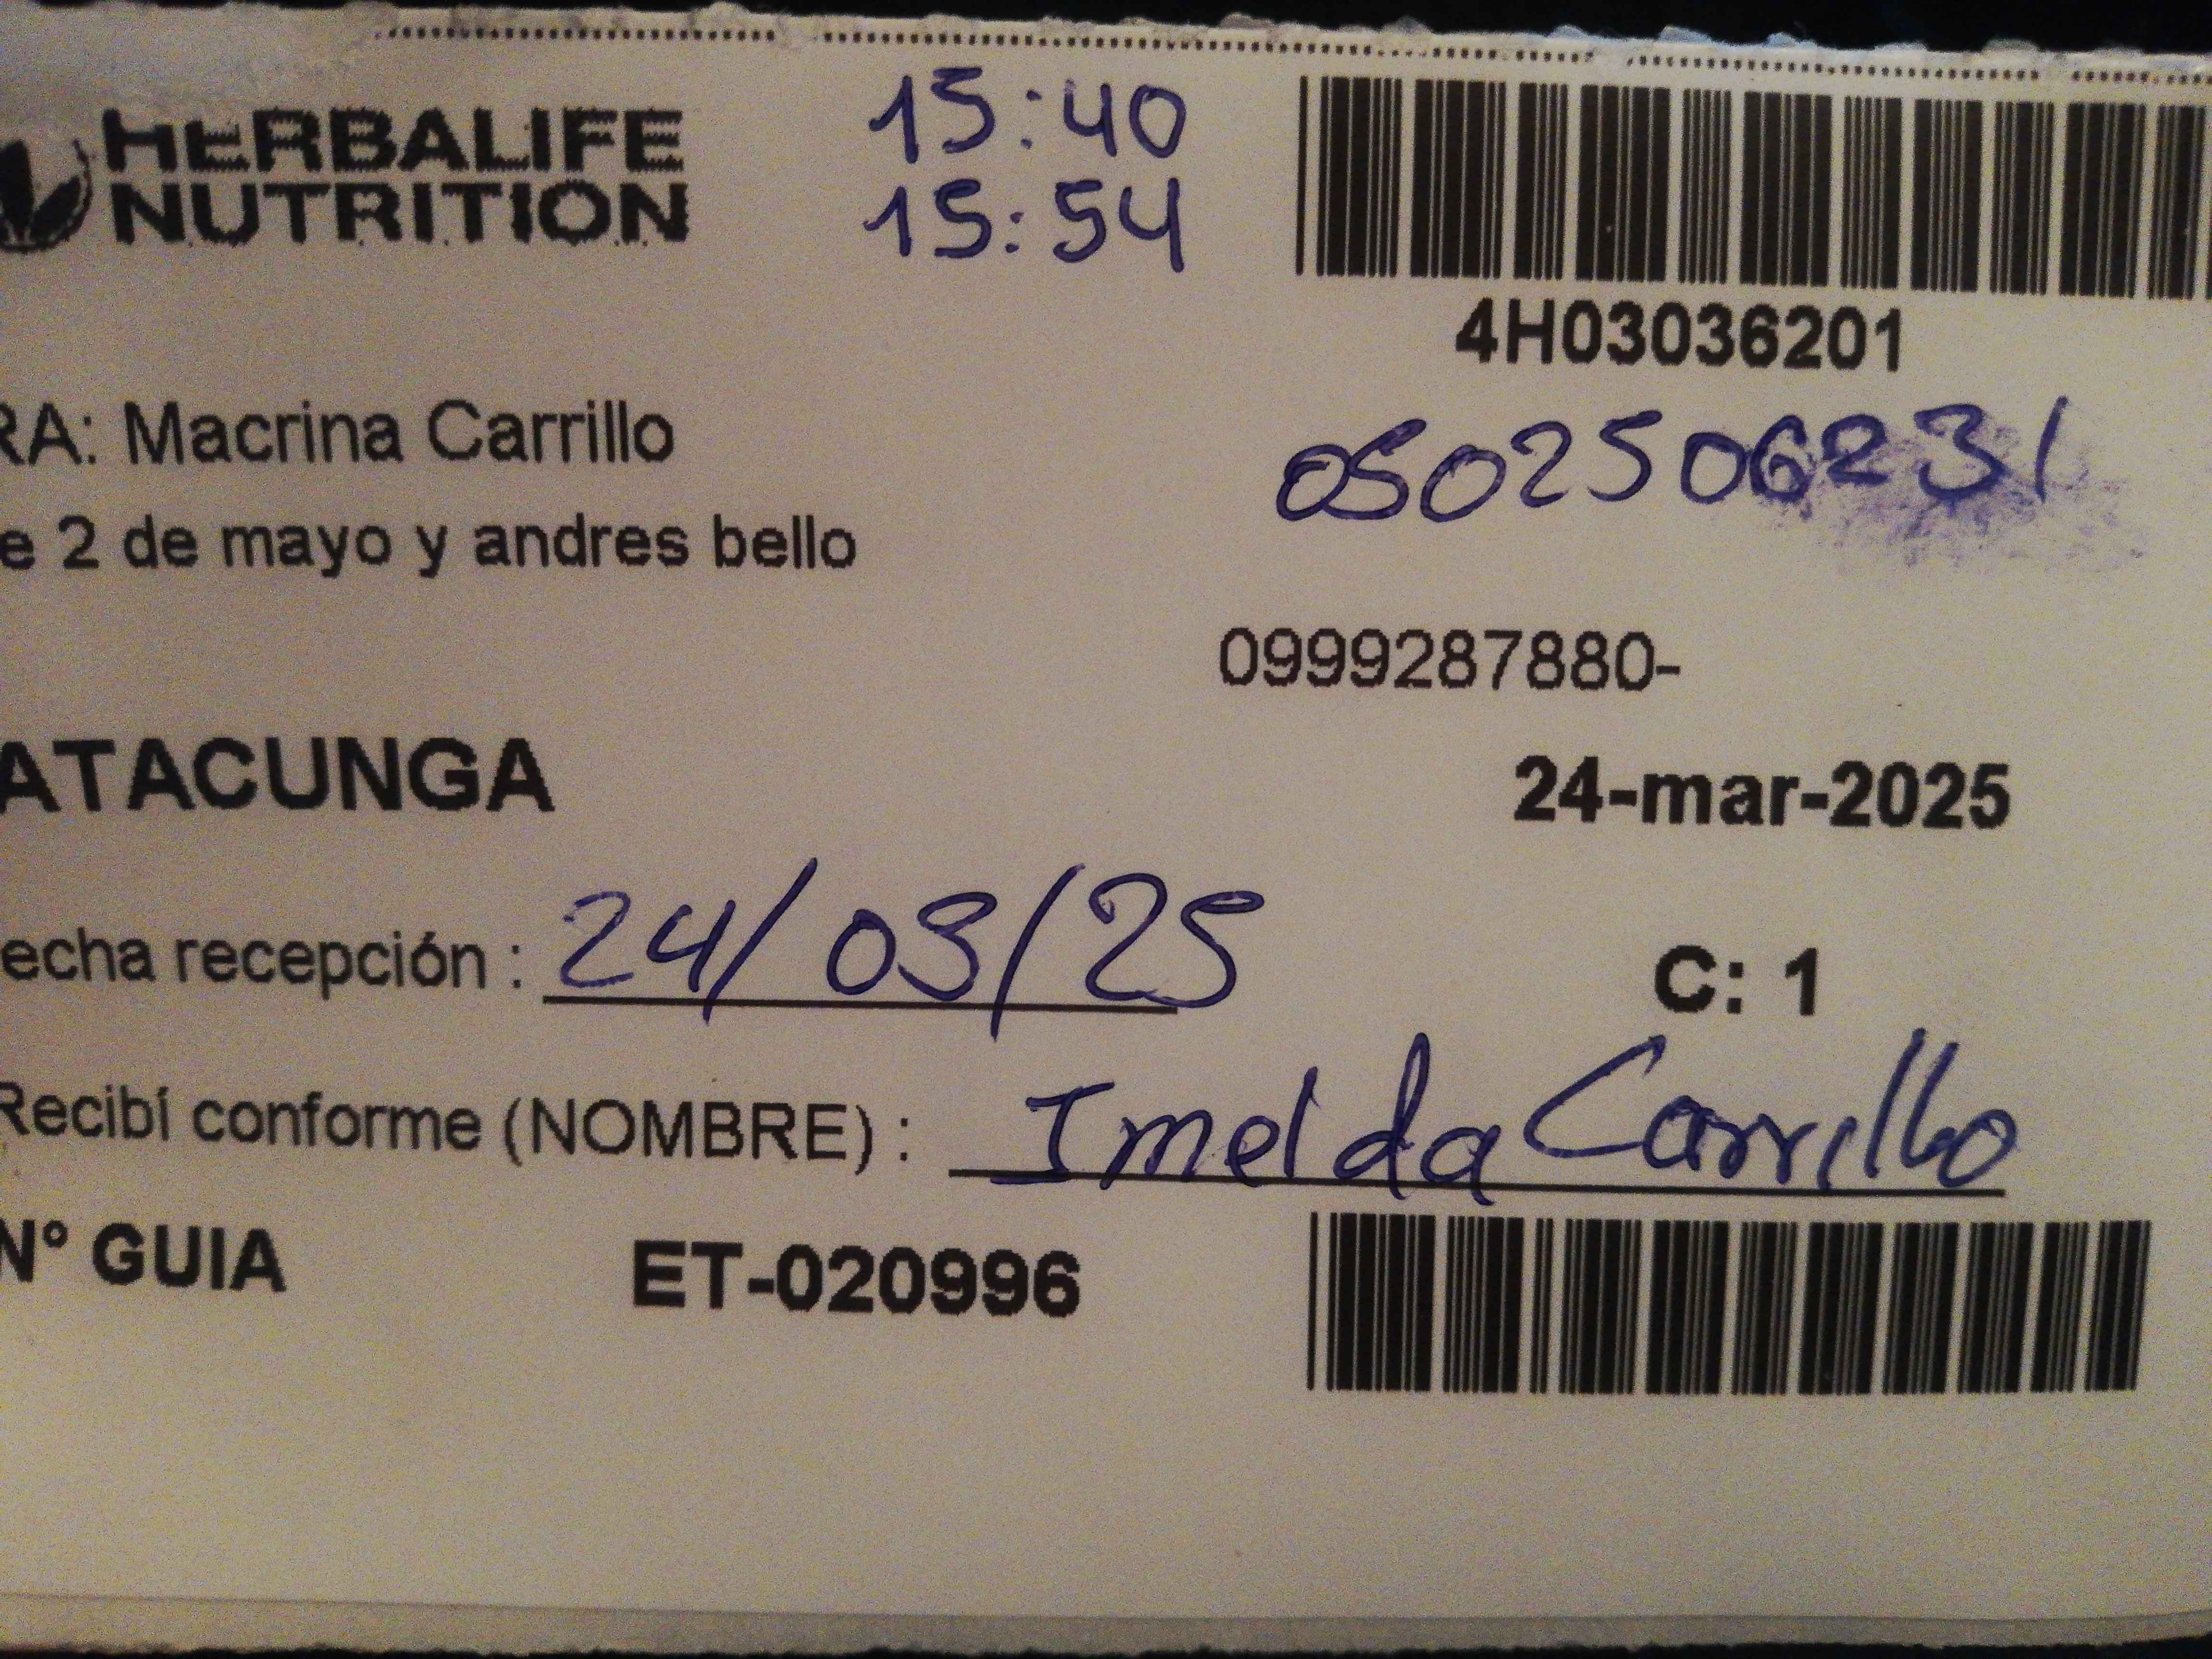 HERBALIFE
NUTRITION
15:40
15:54
4H03036201
RA: Macrina Carrillo
0502506231
e 2 de mayo y andres bello
0999287880-
ATACUNGA
24-mar-2025
echa recepción : 24/03/25
C: 1
Recibí conforme (NOMBRE) : Imelda Carrillo
N° GUIA ET-020996